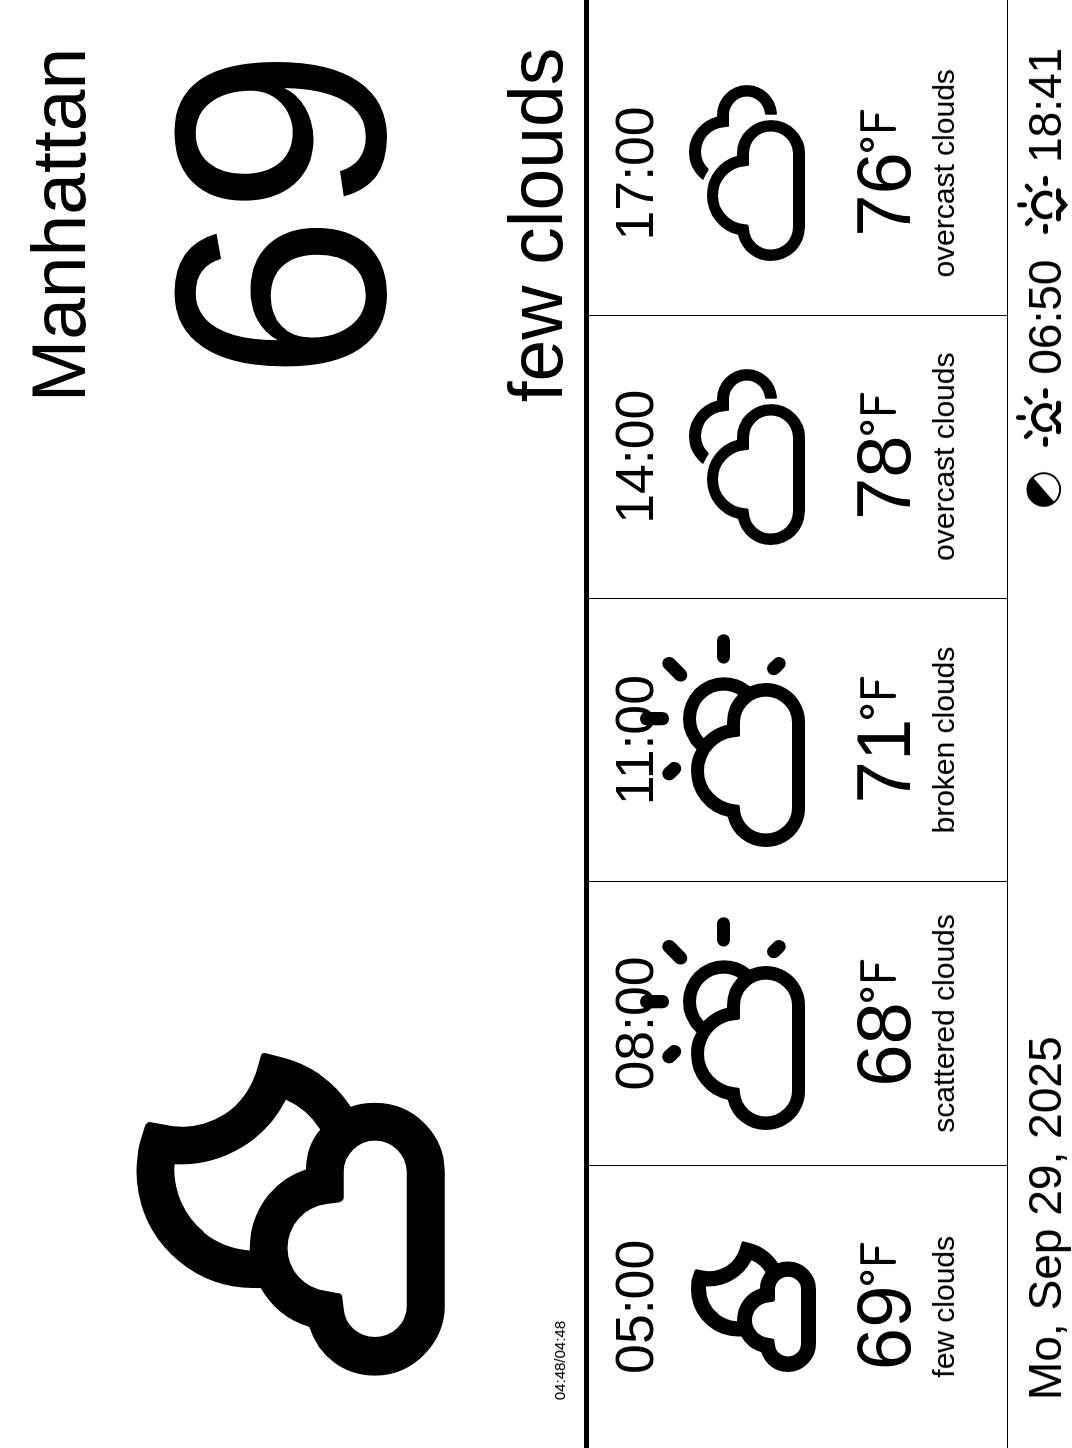 Manhattan
69
few clouds
04:48/04:48
05:00
69°F
few clouds
08:00
68°F
scattered clouds
11:00
71°F
broken clouds
14:00
78°F
overcast clouds
17:00
76°F
overcast clouds
Mo, Sep 29, 2025
06:50
18:41